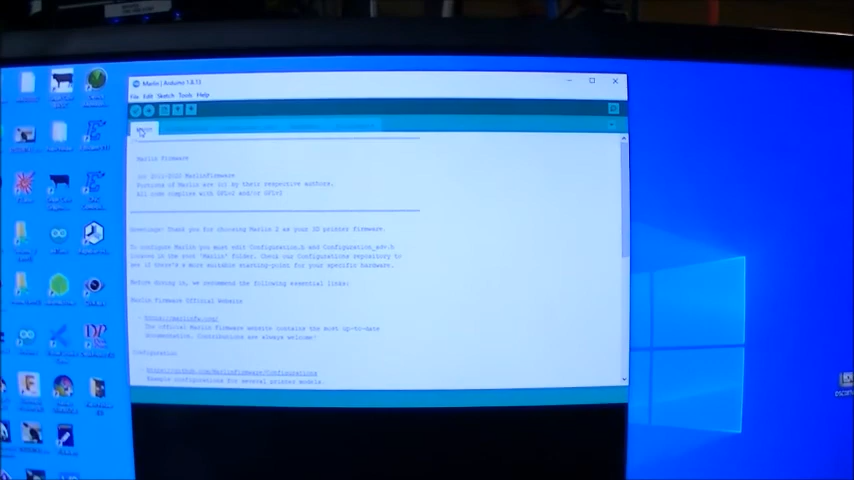 Marlin | Arduino 1.8.13
File Edit Sketch Tools Help
Marlin
Marlin Firmware
(c) 2011-2020 MarlinFirmware
Portions of Marlin are (c) by their respective authors.
All code complies with GPLv2 and/or GPLv3
Greetings! Thank you for choosing Marlin 2 as your 3D printer firmware.
To configure Marlin you must edit Configuration.h and Configuration_adv.h
located in the root 'Marlin' folder. Check our Configurations repository to
see if there's a more suitable starting-point for your specific hardware.
Before diving in, we recommend the following essential links:
Marlin Firmware Official Website
- https://marlinfw.org/
The official Marlin Firmware website contains the most up-to-date
documentation. Contributions are always welcome!
Configuration
https://github.com/MarlinFirmware/Configurations
Example configurations for several printer models.